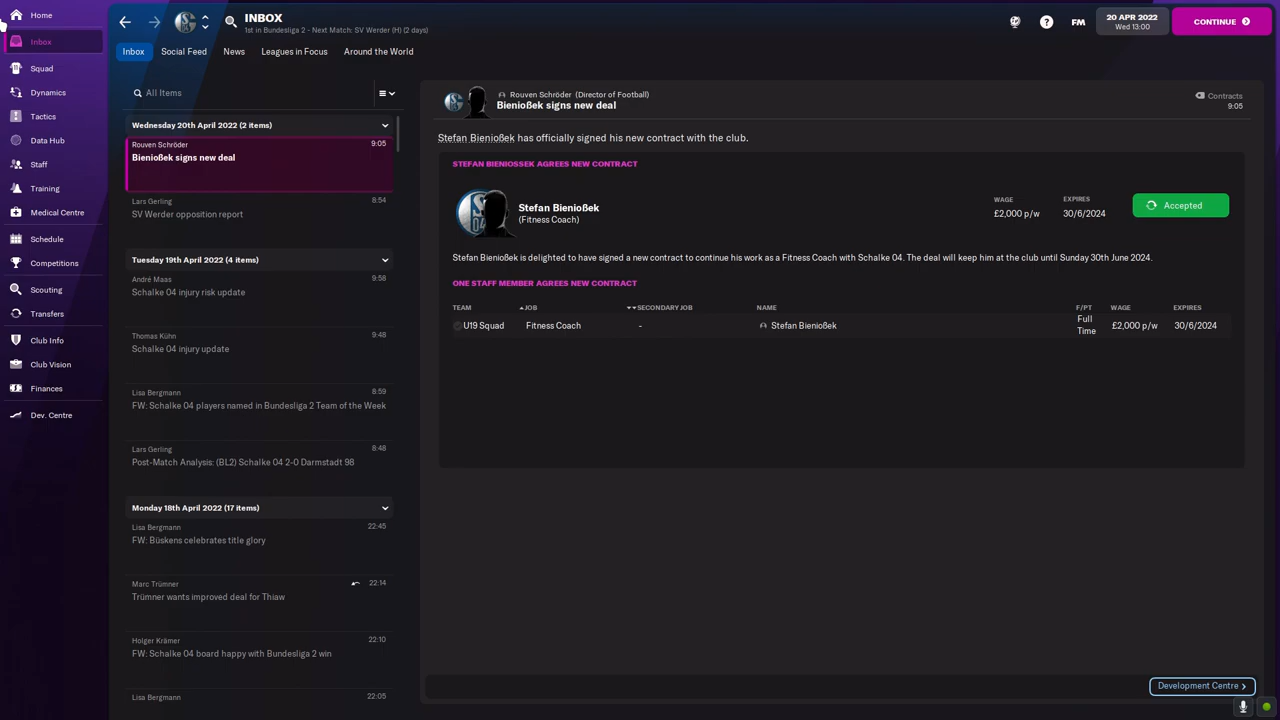 Home
INBOX
1st in Bundesliga 2 - Next Match: SV Werder (H) (2 days)
FM
20 APR 2022
Wed 13:00
CONTINUE
Inbox
Squad
Dynamics
Tactics
Data Hub
Staff
Training
Medical Centre
Schedule
Competitions
Scouting
Transfers
Club Info
Club Vision
Finances
Dev. Centre
Inbox
Social Feed
News
Leagues in Focus
Around the World
All Items
Wednesday 20th April 2022 (2 items)
Rouven Schröder
9:05
Bienioßek signs new deal
Lars Gerling
8:54
SV Werder opposition report
Tuesday 19th April 2022 (4 items)
André Maas
9:58
Schalke 04 injury risk update
Thomas Kühn
9:48
Schalke 04 injury update
Lisa Bergmann
8:59
FW: Schalke 04 players named in Bundesliga 2 Team of the Week
Lars Gerling
8:48
Post-Match Analysis: (BL2) Schalke 04 2-0 Darmstadt 98
Monday 18th April 2022 (17 items)
Lisa Bergmann
22:45
FW: Büskens celebrates title glory
Marc Trümner
22:14
Trümner wants improved deal for Thiaw
Holger Krämer
22:10
FW: Schalke 04 board happy with Bundesliga 2 win
Lisa Bergmann
22:05
Rouven Schröder (Director of Football)
Bienioßek signs new deal
Contracts
9:05
Stefan Bienioßek has officially signed his new contract with the club.
STEFAN BIENIOSSEK AGREES NEW CONTRACT
Stefan Bienioßek
(Fitness Coach)
WAGE
£2,000 p/w
EXPIRES
30/6/2024
Accepted
Stefan Bienioßek is delighted to have signed a new contract to continue his work as a Fitness Coach with Schalke 04. The deal will keep him at the club until Sunday 30th June 2024.
ONE STAFF MEMBER AGREES NEW CONTRACT
TEAM JOB SECONDARY JOB NAME F/PT WAGE EXPIRES
U19 Squad Fitness Coach - Stefan Bienioßek Full Time £2,000 p/w 30/6/2024
Development Centre